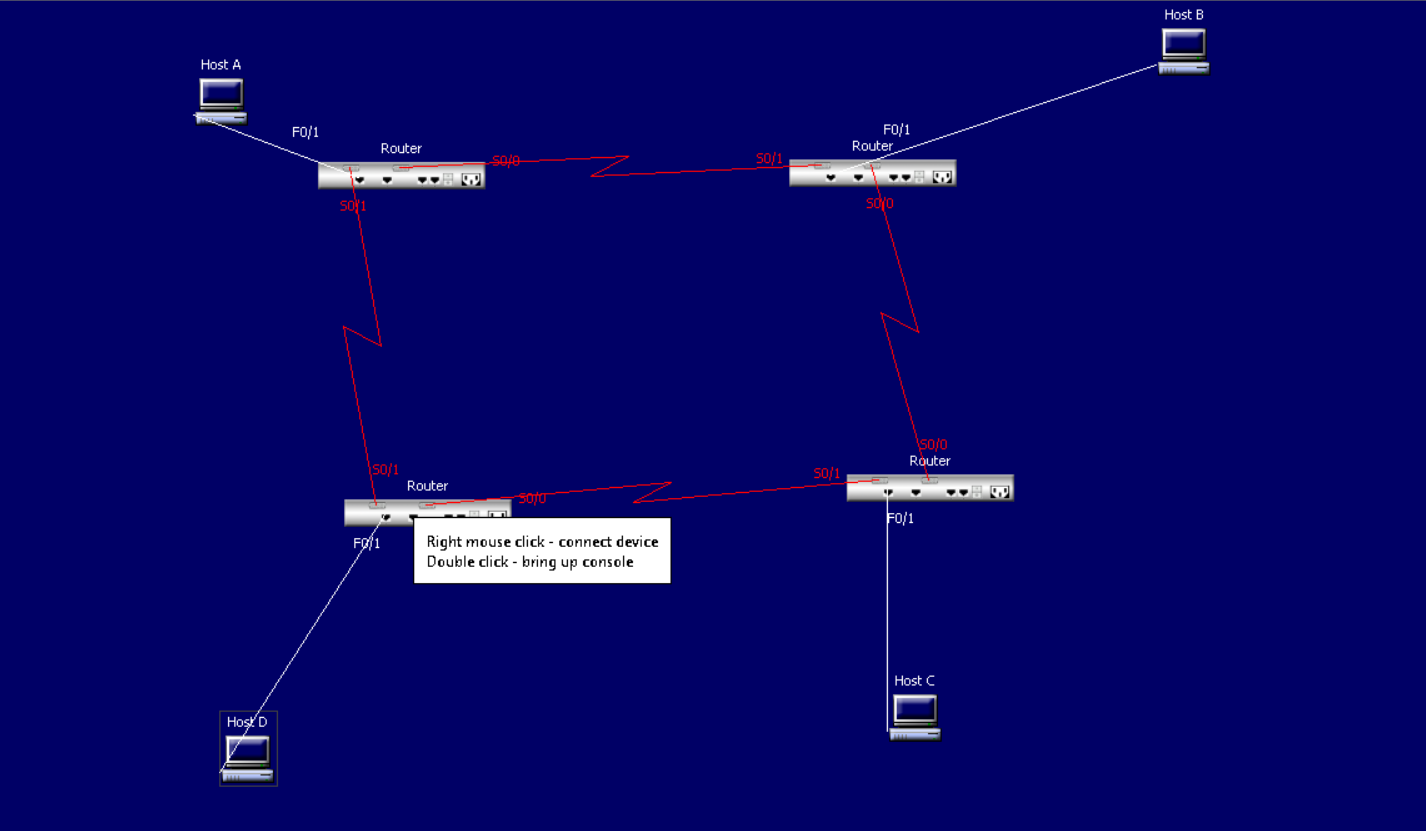 Host B
Host A
F0/1
F0/1
Router
Router
S0/0
S0/1
S0/1
S0/0
S0/0
Router
S0/1
S0/1
Router
S0/0
F0/1
F0/1
Right mouse click - connect device
Double click - bring up console
Host C
Host D